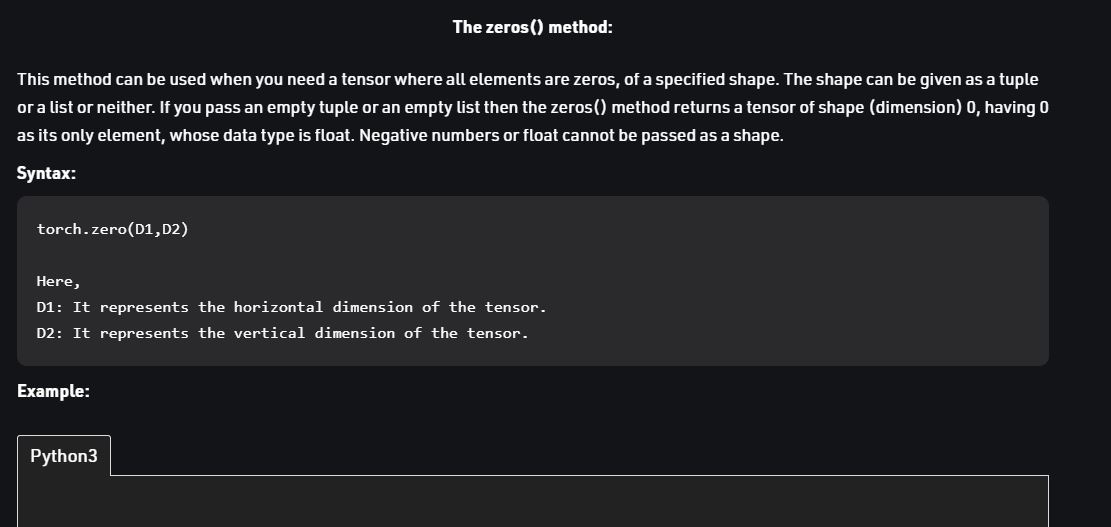 The zeros() method:
This method can be used when you need a tensor where all elements are zeros, of a specified shape. The shape can be given as a tuple
or a list or neither. If you pass an empty tuple or an empty list then the zeros() method returns a tensor of shape (dimension) 0, having 0
as its only element, whose data type is float. Negative numbers or float cannot be passed as a shape.
Syntax:
torch.zero(D1,D2)
Here,
D1: It represents the horizontal dimension of the tensor.
D2: It represents the vertical dimension of the tensor.
Example:
Python3